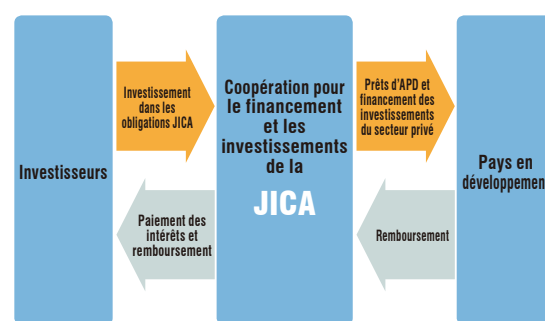 Investisseurs
Investissement
dans les
obligations JICA
Paiement des
intérêts et
remboursement
Coopération pour
le financement
et les
investissements
de la
JICA
Prêts d'APD et
financement des
investissements
du secteur privé
Remboursement
Pays en
développemen